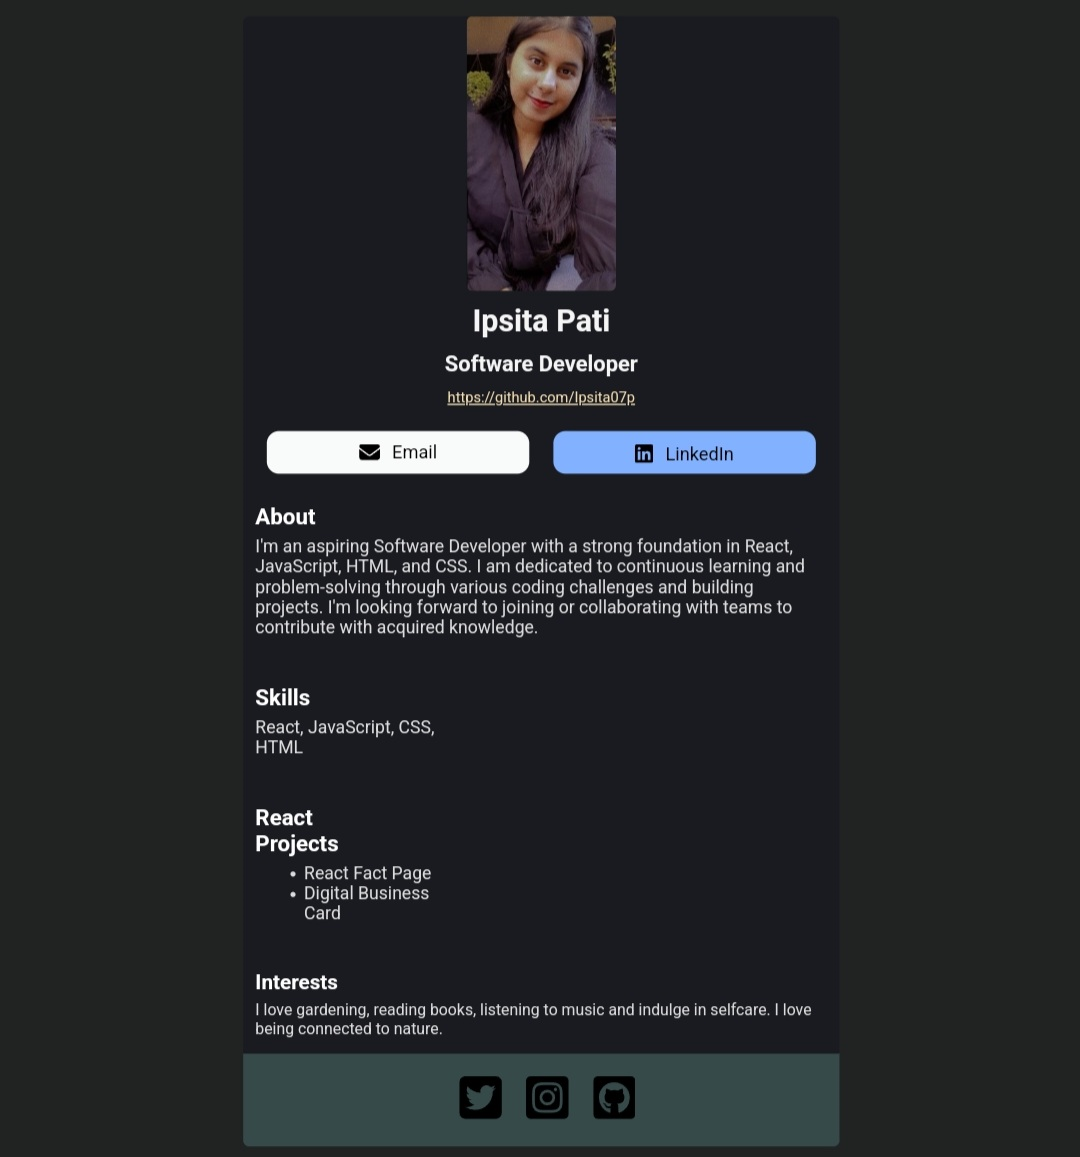 Ipsita Pati
Software Developer
https://github.com/Ipsita07p
Email
LinkedIn
About
I'm an aspiring Software Developer with a strong foundation in React,
JavaScript, HTML, and CSS. I am dedicated to continuous learning and
problem-solving through various coding challenges and building
projects. I'm looking forward to joining or collaborating with teams to
contribute with acquired knowledge.
Skills
React, JavaScript, CSS,
HTML
React
Projects
• React Fact Page
• Digital Business
Card
Interests
I love gardening, reading books, listening to music and indulge in selfcare. I love
being connected to nature.